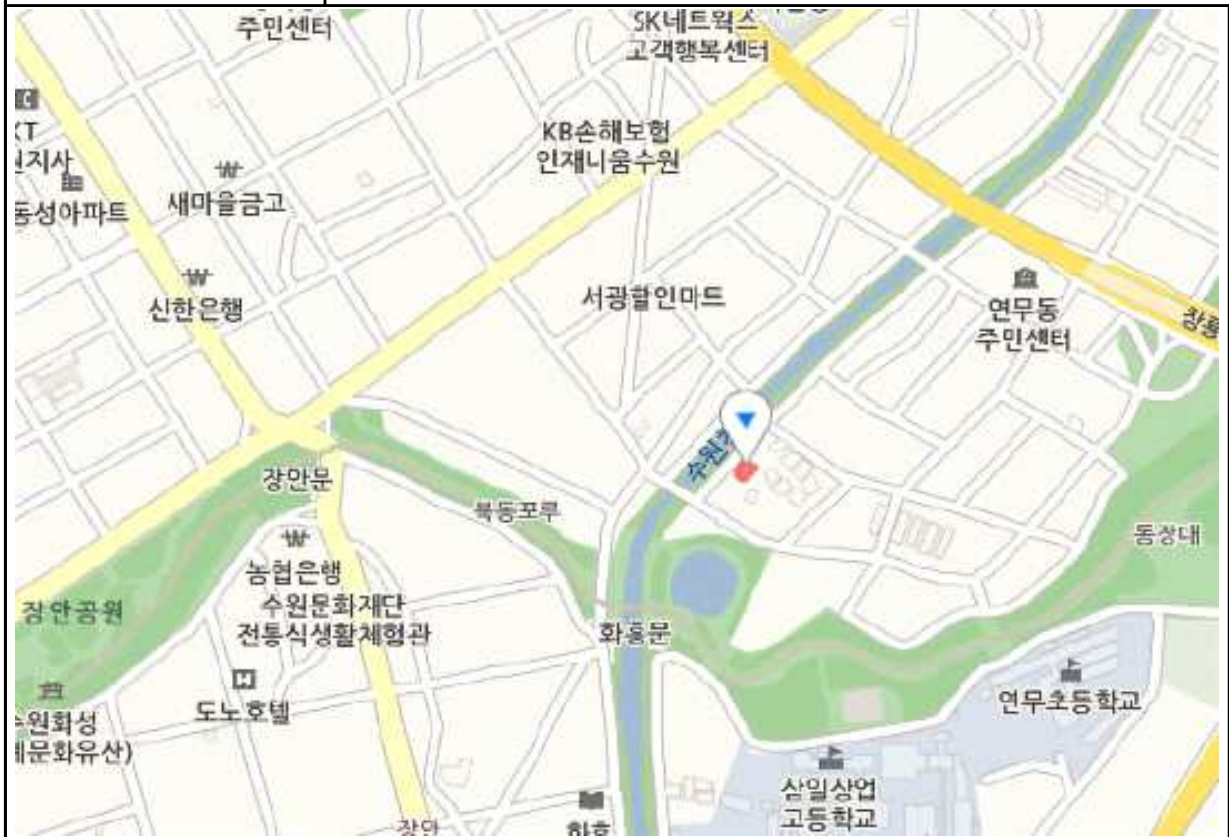 주민센터
SK네트웍스
고객행복센터
KT
동성아파트
새마을금고
KB손해보험
인재니움수원
신한은행
서광할인마트
연무동
주민센터
장안문
북동포루
동장대
농협은행
수원문화재단
전통식생활체험관
장안공원
화홍문
도노호텔
연무초등학교
삼일상업
고등학교
장안